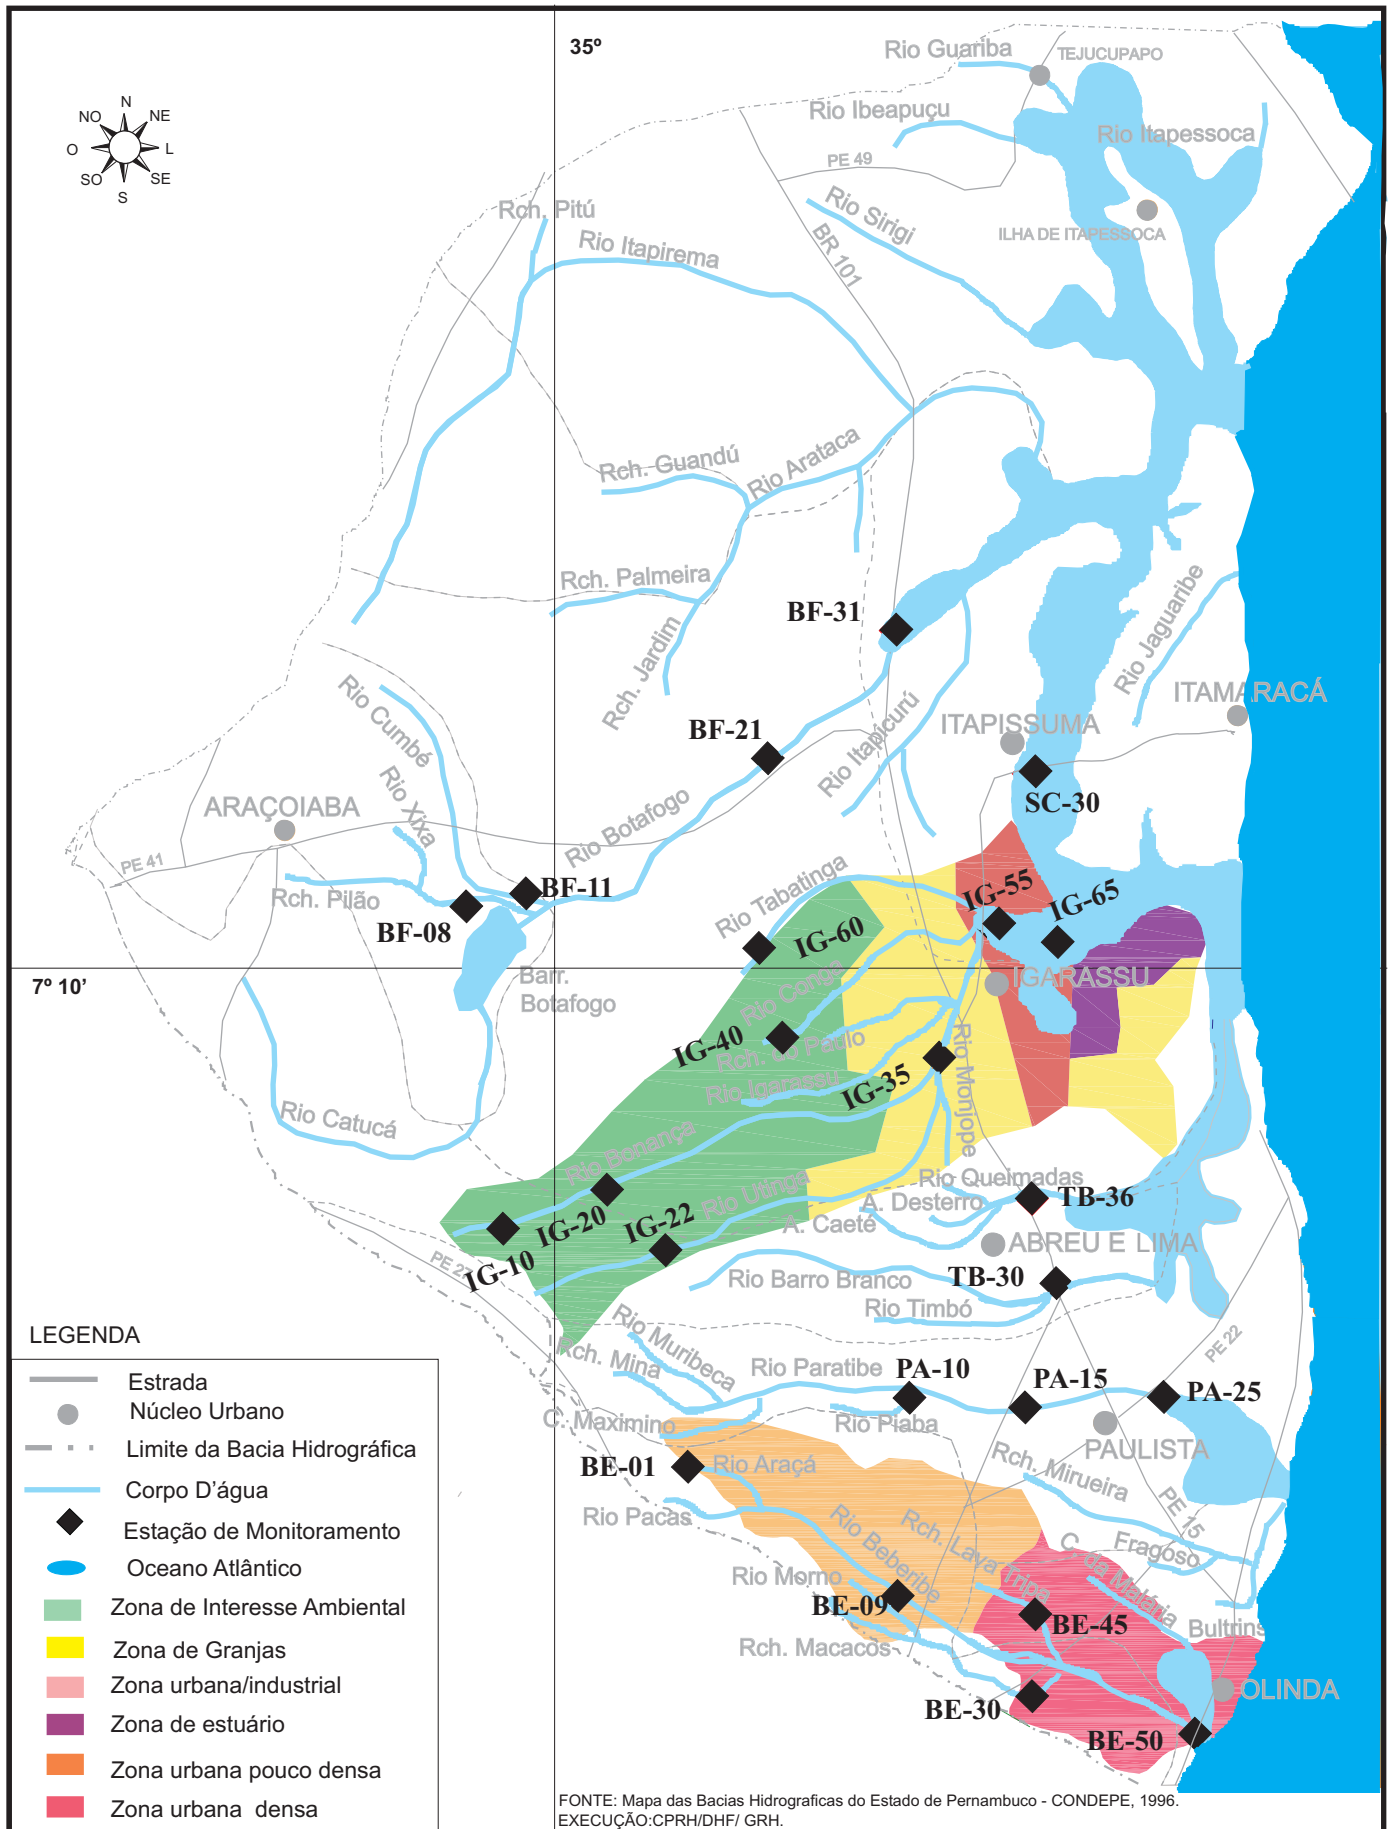 35º
Rio Guariba
TEJUCUPAPO
N
NO
NE
O
L
SO
SE
S
Rio Ibeapuçu
Rio Itapessoca
PE 49
Rch. Pitú
Rio Sirigi
ILHA DE ITAPESSOCA
Rio Itapirema
BR 101
Rch. Guandú
Rio Arataca
Rch. Palmeira
BF-31
Rio Jaguaribe
Rch. Jardim
Rio Cumbé
ITAMARACÁ
BF-21
Rio Itapicurú
ITAPISSUMA
Rio Xixa
SC-30
ARAÇOIABA
Rio Botafogo
PE 41
Rch. Pilão
BF-11
BF-08
Rio Tabatinga
IG-55
IG-65
IG-60
7º 10'
Barr.
Botafogo
IGARASSU
Rio Conga
IG-40
Rch. do Paulo
Rio Igarassu
IG-35
Rio Monjope
Rio Catucá
Rio Bonança
Rio Utinga
Rio Queimadas
A. Desterro
TB-36
A. Caeté
IG-20
IG-22
IG-10
PE 27
ABREU E LIMA
Rio Barro Branco
TB-30
Rio Timbó
Rio Muribeca
Rch. Mina
PE 22
Rio Paratibe
PA-10
PA-15
PA-25
C. Maximino
Rio Piaba
PAULISTA
BE-01
Rio Araçá
Rch. Mirueira
Rio Pacas
PE 15
Rio Beberibe
Rch. Lava Tripa
Fragoso
C. da Malária
Rio Morno
BE-09
BE-45
Bultrins
Rch. Macacos
BE-30
OLINDA
BE-50
LEGENDA
Estrada
Núcleo Urbano
Limite da Bacia Hidrográfica
Corpo D'água
Estação de Monitoramento
Oceano Atlântico
Zona de Interesse Ambiental
Zona de Granjas
Zona urbana/industrial
Zona de estuário
Zona urbana pouco densa
Zona urbana densa
FONTE: Mapa das Bacias Hidrograficas do Estado de Pernambuco - CONDEPE, 1996.
EXECUÇÃO:CPRH/DHF/ GRH.